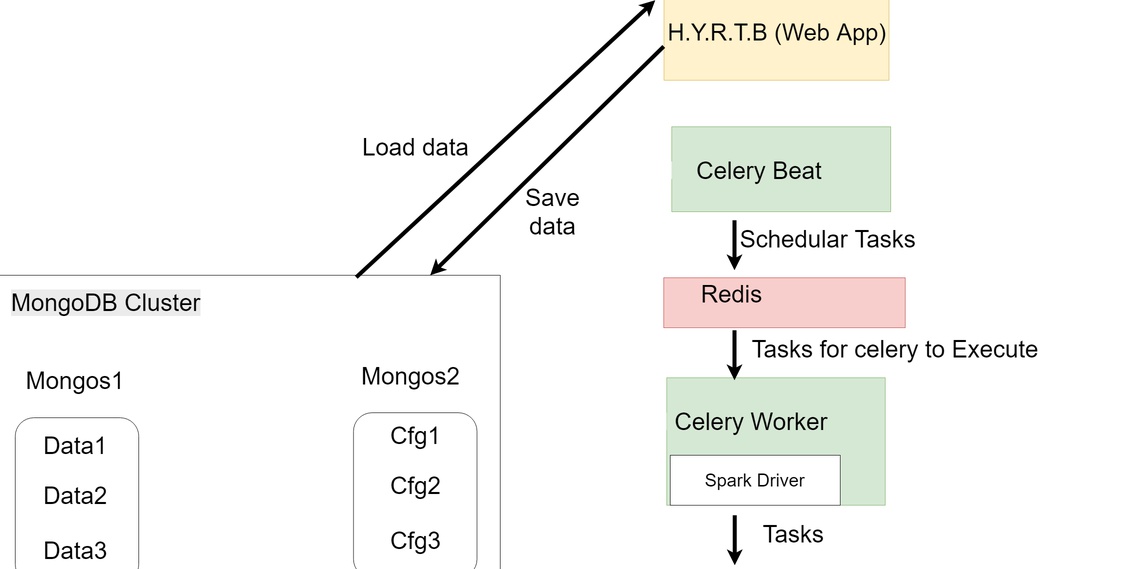 H.Y.R.T.B (Web App)
Load data
Celery Beat
Save
data
Schedular Tasks
MongoDB Cluster
Redis
Tasks for celery to Execute
Mongos1
Mongos2
Data1
Data2
Data3
Cfg1
Cfg2
Cfg3
Celery Worker
Spark Driver
Tasks